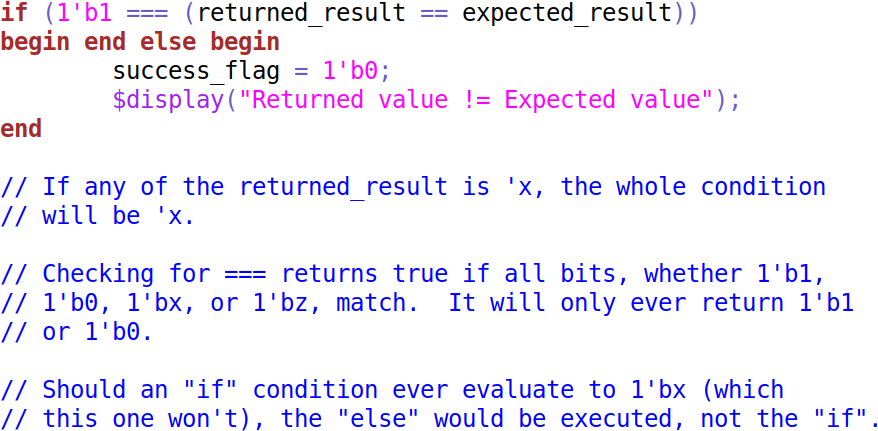 if (1'b1 === (returned_result == expected_result))
begin end else begin
        success_flag = 1'b0;
        $display("Returned value != Expected value");
end

// If any of the returned_result is 'x, the whole condition
// will be 'x.

// Checking for === returns true if all bits, whether 1'b1,
// 1'b0, 1'bx, or 1'bz, match.  It will only ever return 1'b1
// or 1'b0.

// Should an "if" condition ever evaluate to 1'bx (which
// this one won't), the "else" would be executed, not the "if".